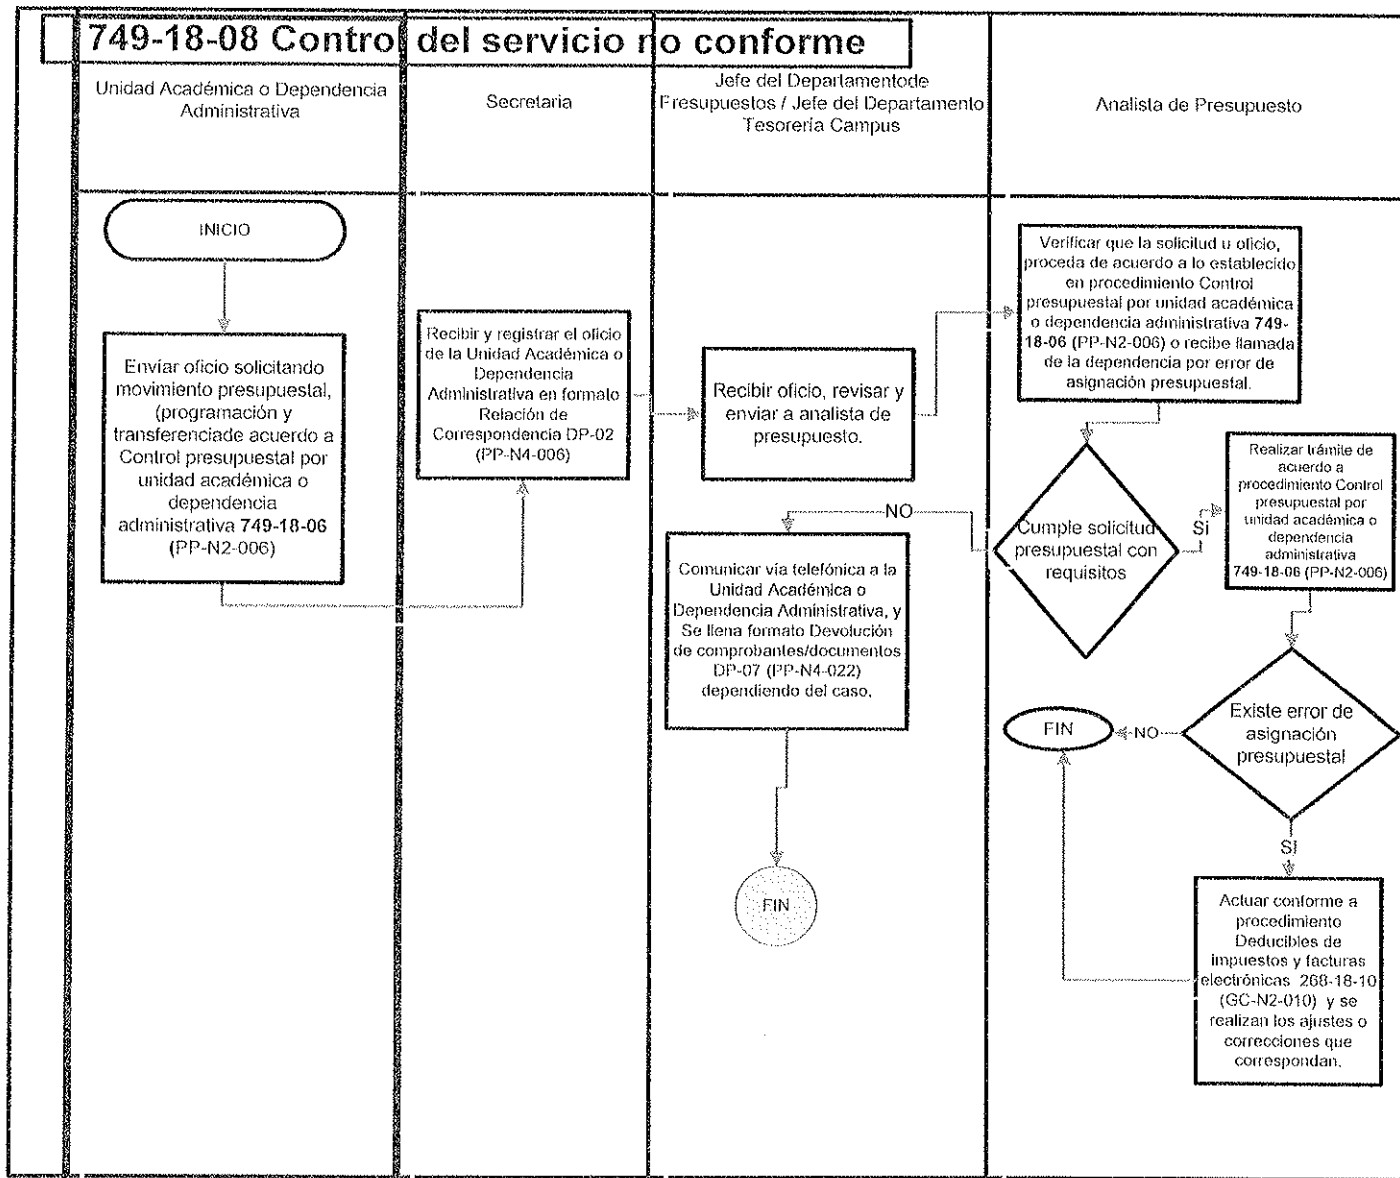 749-18-08 Control del servicio no conforme
Unidad Académica o Dependencia
Administrativa
Secretaria
Jefe del Departamentode
Presupuestos / Jefe del Departamento
Tesorería Campus
Analista de Presupuesto
INICIO
Enviar oficio solicitando
movimiento presupuestal,
(programación y
transferenciade acuerdo a
Control presupuestal por
unidad académica o
dependencia
administrativa 749-18-06
(PP-N2-006)
Recibir y registrar el oficio
de la Unidad Académica o
Dependencia
Administrativa en formato
Relación de
Correspondencia DP-02
(PP-N4-006)
Recibir oficio, revisar y
enviar a analista de
presupuesto.
Verificar que la solicitud u oficio,
proceda de acuerdo a lo establecido
en procedimiento Control
presupuestal por unidad académica
o dependencia administrativa 749-
18-06 (PP-N2-006) o recibe llamada
de la dependencia por error de
asignación presupuestal.
Cumple solicitud
presupuestal con
requisitos
NO
Si
Comunicar vía telefónica a la
Unidad Académica o
Dependencia Administrativa, y
Se llena formato Devolución
de comprobantes/documentos
DP-07 (PP-N4-022)
dependiendo del caso.
FIN
Realizar trámite de
acuerdo a
procedimiento Control
presupuestal por
unidad académica o
dependencia
administrativa
749-18-06 (PP-N2-006)
Existe error de
asignación
presupuestal
NO
FIN
SI
Actuar conforme a
procedimiento
Deducibles de
impuestos y facturas
electrónicas 268-18-10
(GC-N2-010) y se
realizan los ajustes o
correcciones que
correspondan.